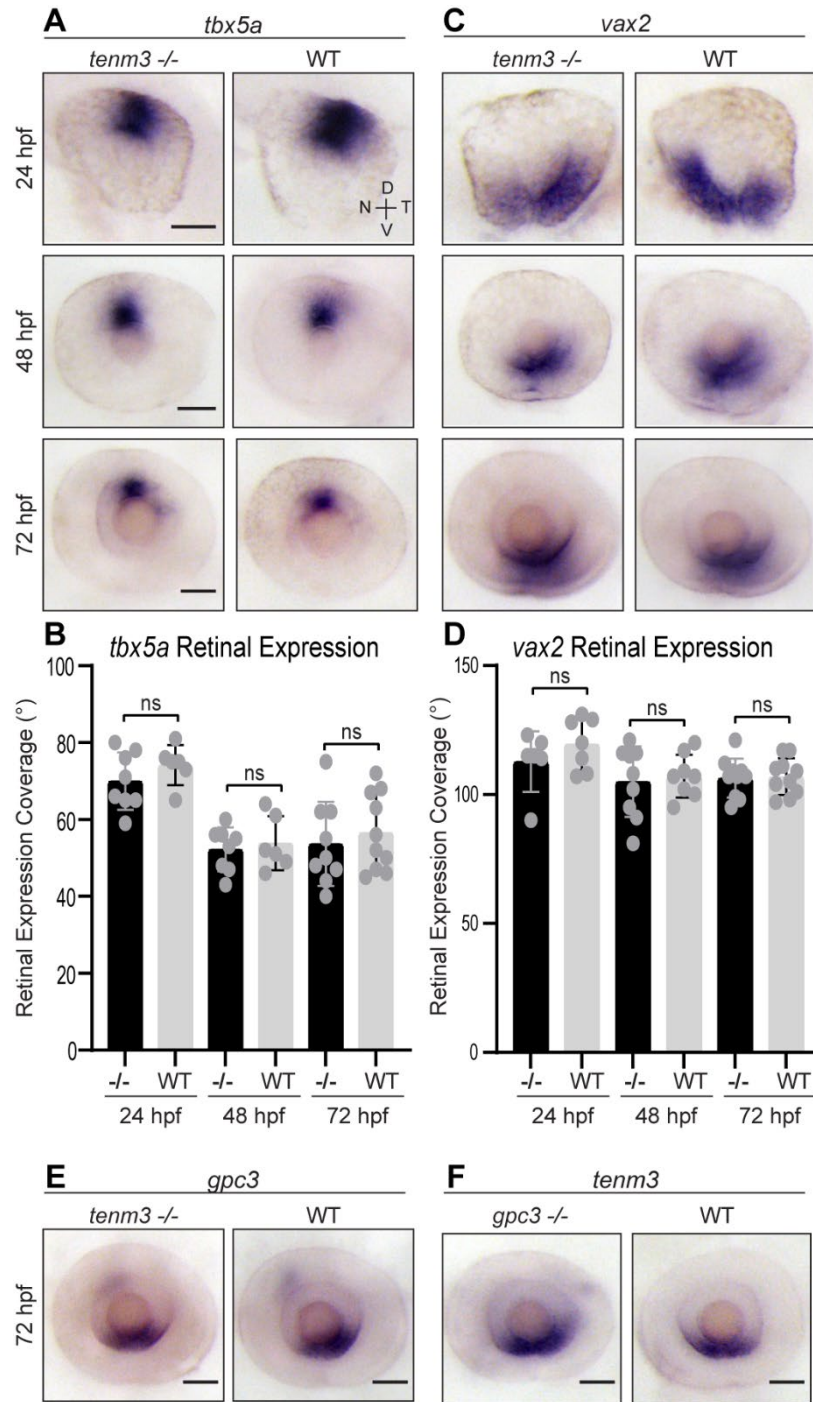 A
tbx5a
tenm3 -/-
WT
C
vax2
tenm3 -/-
WT
24 hpf
D
N T
V
48 hpf
72 hpf
B
tbx5a Retinal Expression
Retinal Expression Coverage (°)
100
80
60
40
20
0
ns
ns
ns
-/- WT -/- WT -/- WT
24 hpf 48 hpf 72 hpf
D
vax2 Retinal Expression
Retinal Expression Coverage (°)
150
100
50
0
ns
ns
ns
-/- WT -/- WT -/- WT
24 hpf 48 hpf 72 hpf
E
gpc3
tenm3 -/-
WT
72 hpf
F
tenm3
gpc3 -/-
WT